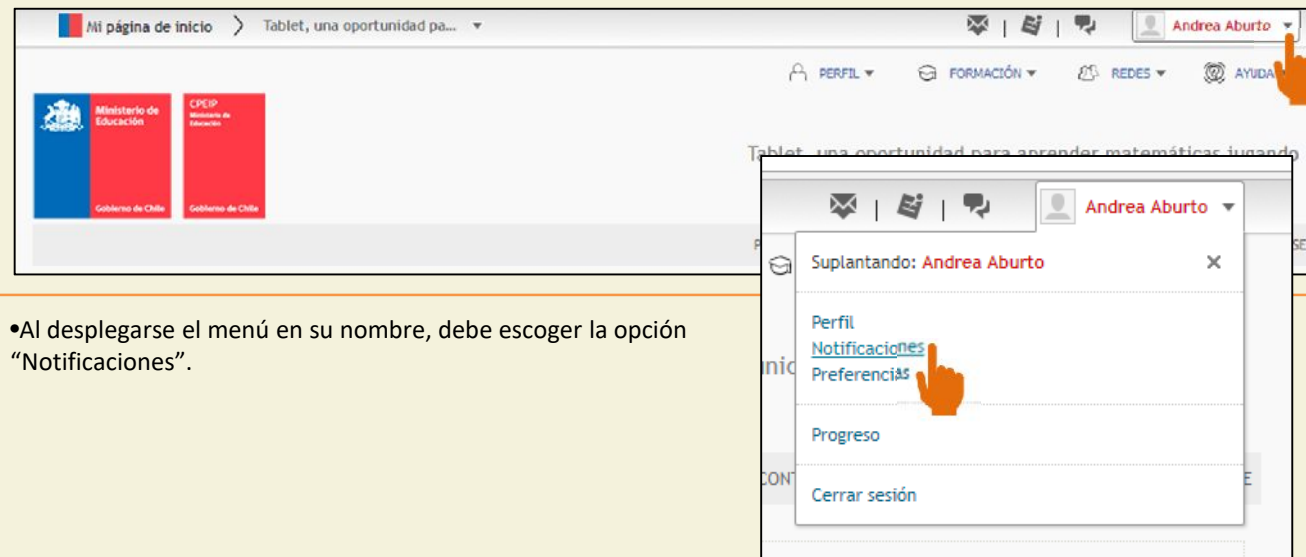 Mi página de inicio
Tablet, una oportunidad pa...
Andrea Aburto
PERFIL
FORMACIÓN
REDES
AYUDA
Ministerio de
Educación
Gobierno de Chile
CPEIP
Ministerio de
Educación
Gobierno de Chile
Tablet, una oportunidad para aprender matemáticas jugando
Andrea Aburto
Suplantando: Andrea Aburto
Perfil
Notificaciones
Preferencias
Progreso
Cerrar sesión
•Al desplegarse el menú en su nombre, debe escoger la opción
“Notificaciones”.